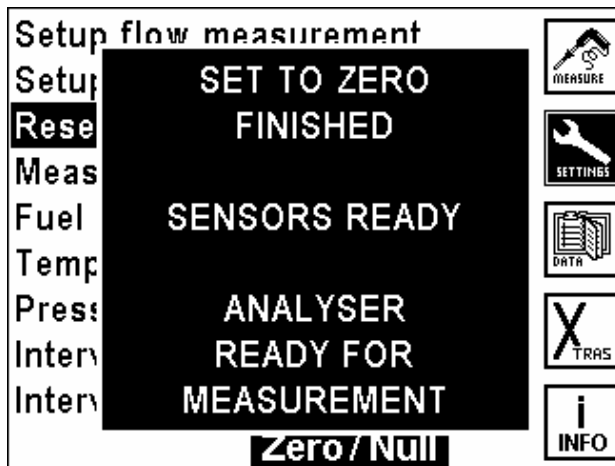 Setup flow measurement
Setup
Rese
Meas
Fuel
Temp
Press
Interv
Interv
SET TO ZERO
FINISHED
SENSORS READY
ANALYSER
READY FOR
MEASUREMENT
Zero / Null
MEASURE
SETTINGS
DATA
XTRAS
i
INFO